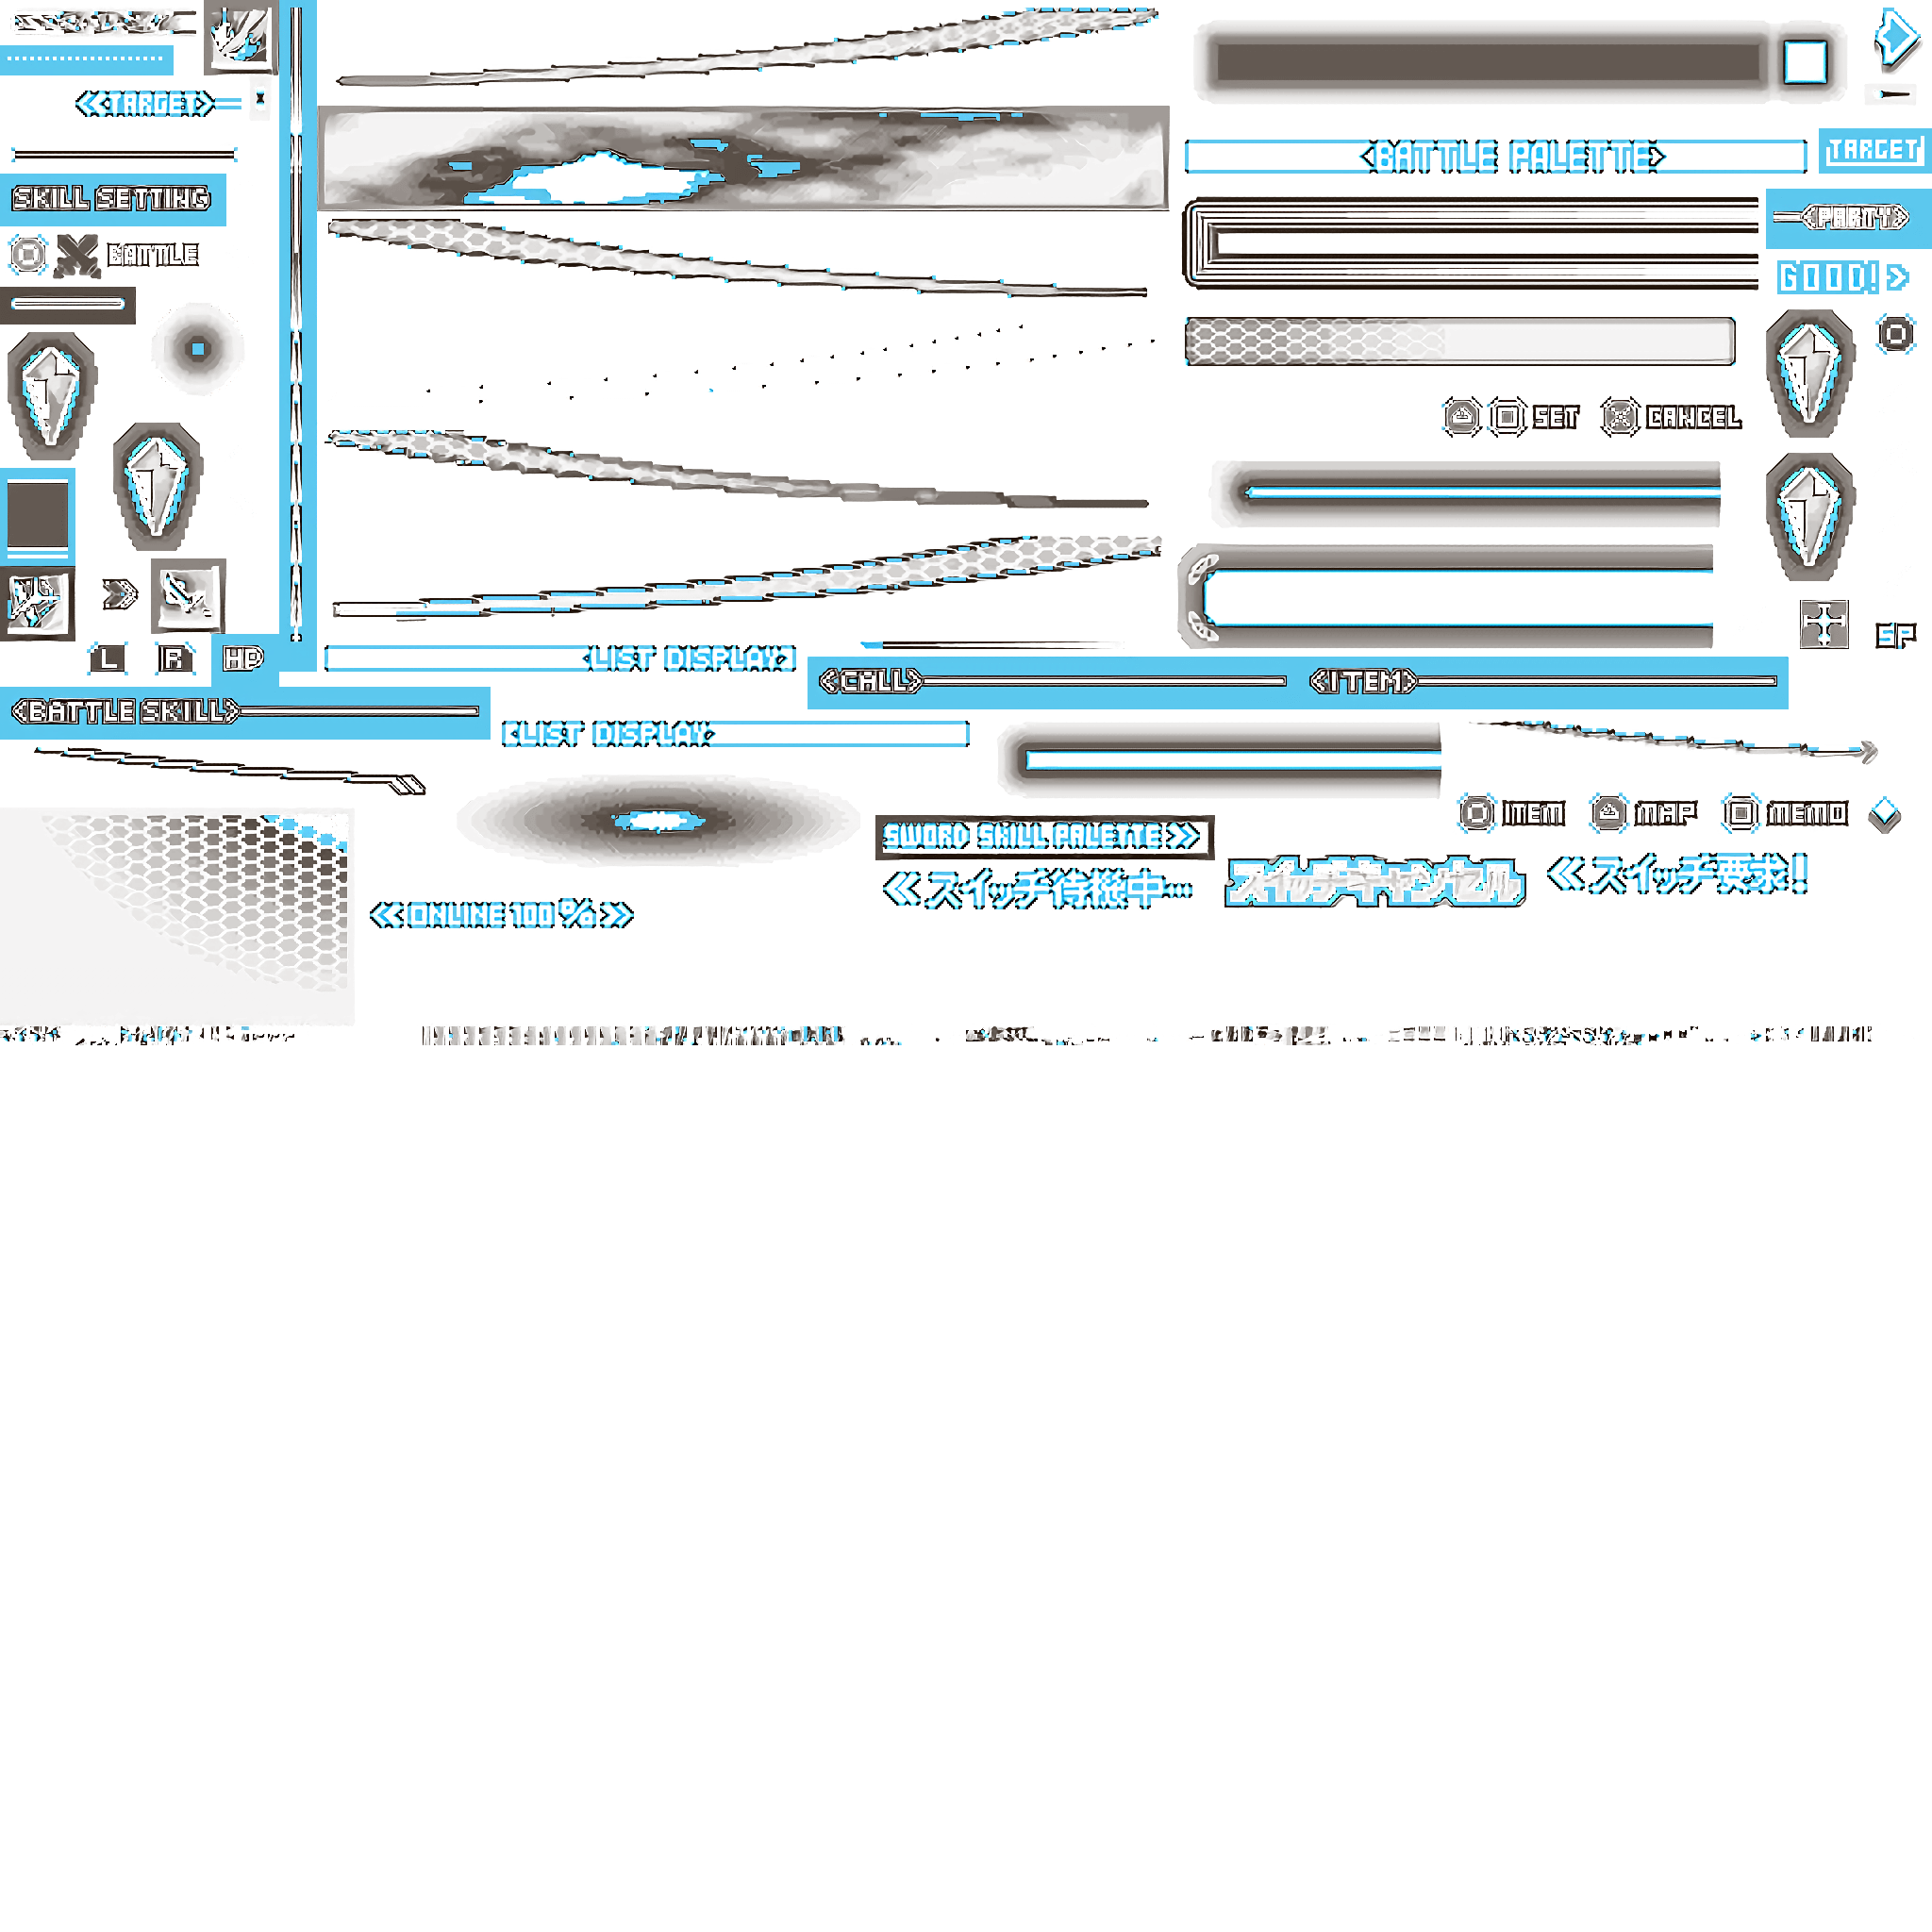 TARGET
BATTLE PALETTE
TARGET
SKILL SETTING
PARTY
BATTLE
GOOD!
SET
CANCEL
SP
L
R
HP
LIST DISPLAY
CALL
ITEM
BATTLE SKILL
LIST DISPLAY
ITEM
MAP
MEMO
SWORD SKILL PALETTE
スイッチ待機中…
スイッチキャンセル
スイッチ要求!
ONLINE 100%